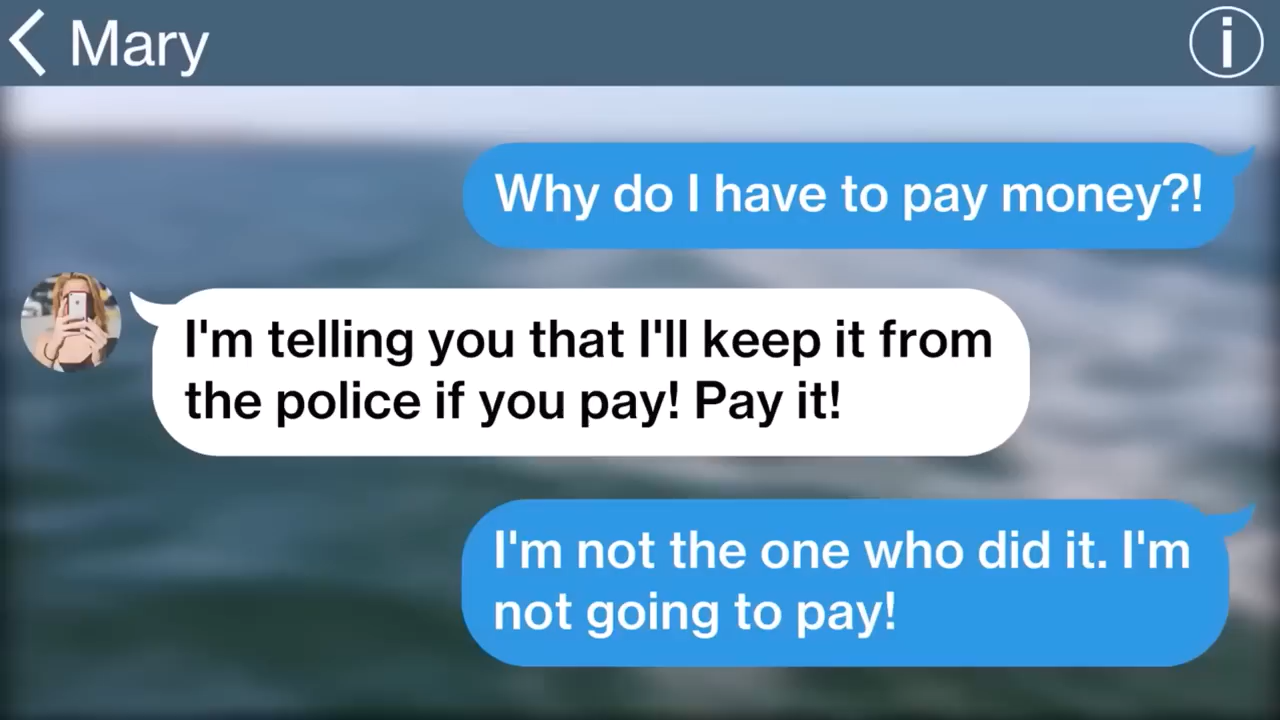 Mary
Why do I have to pay money?!
I'm telling you that I'll keep it from
the police if you pay! Pay it!
I'm not the one who did it. I'm
not going to pay!